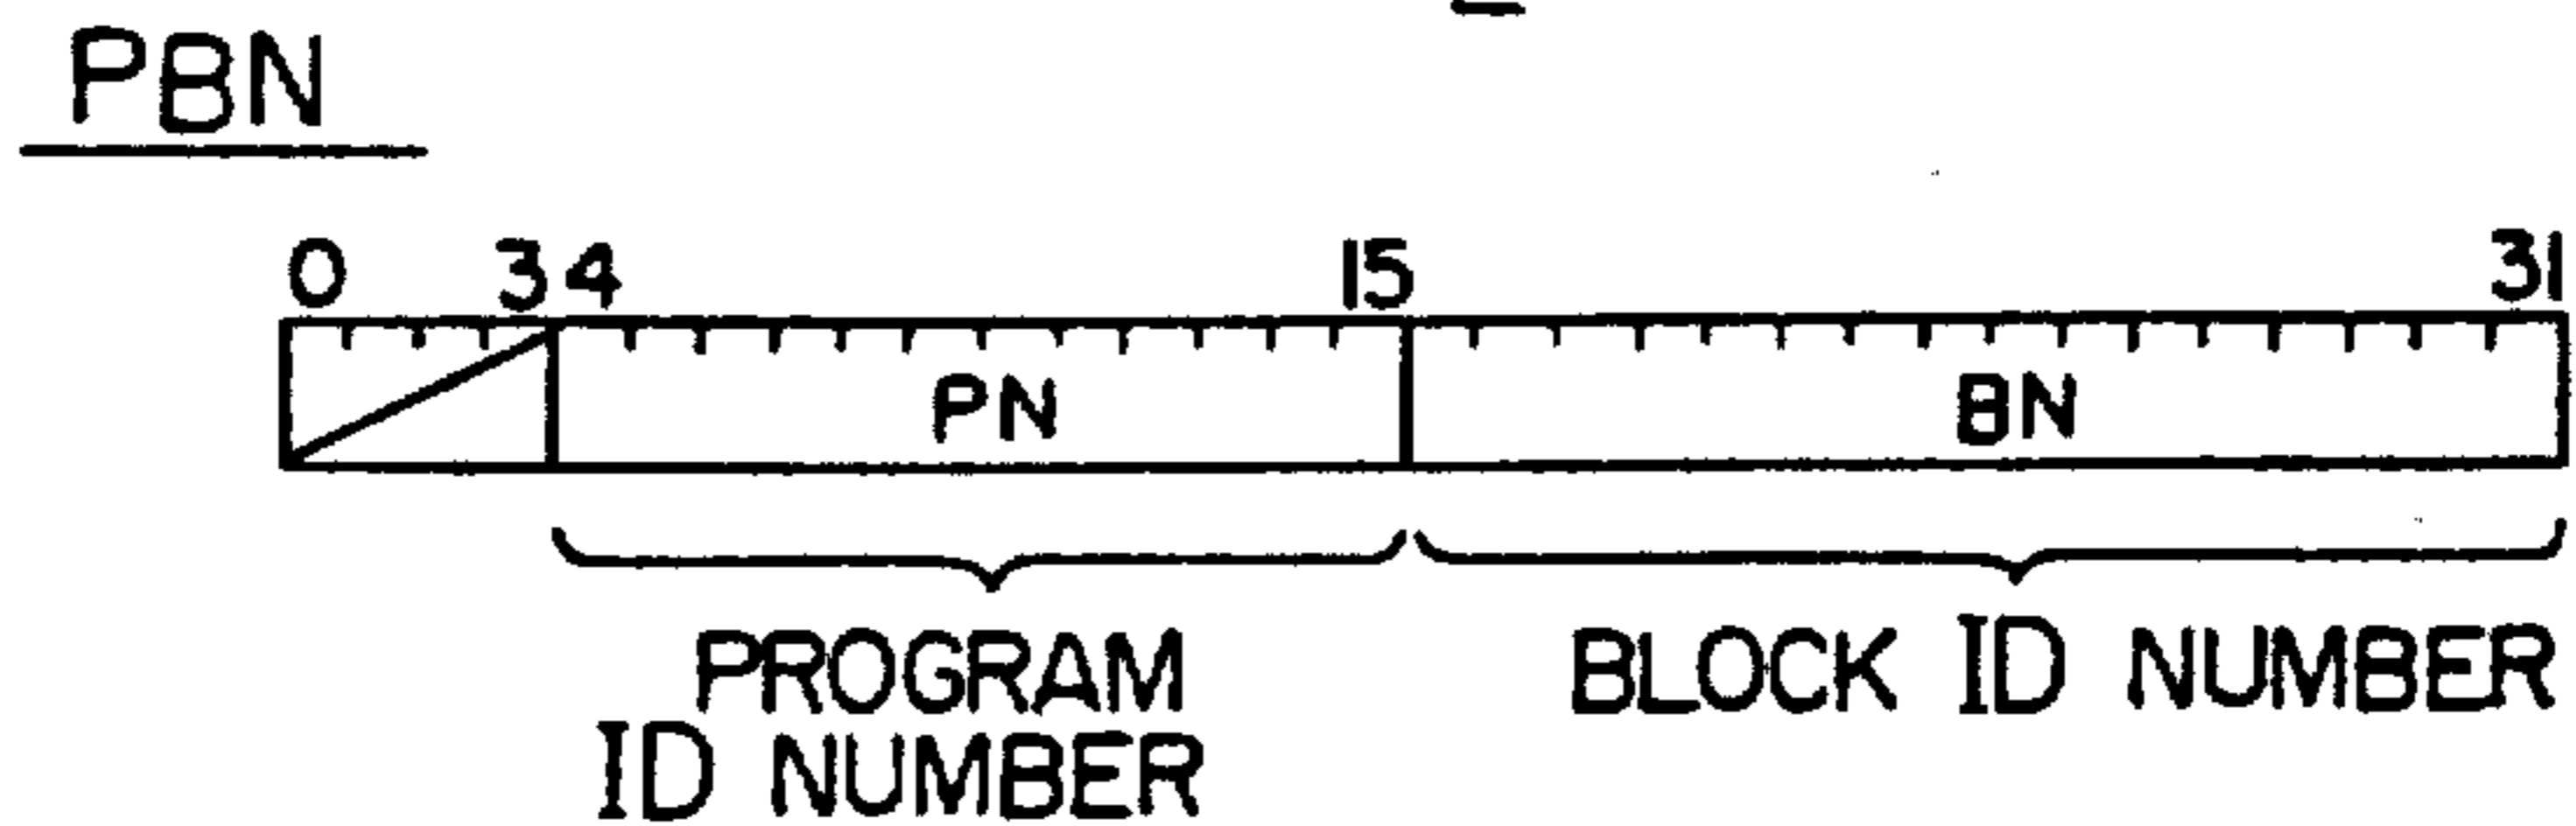 PBN
0 3 4 15 31
PN BN
PROGRAM
ID NUMBER
BLOCK ID NUMBER